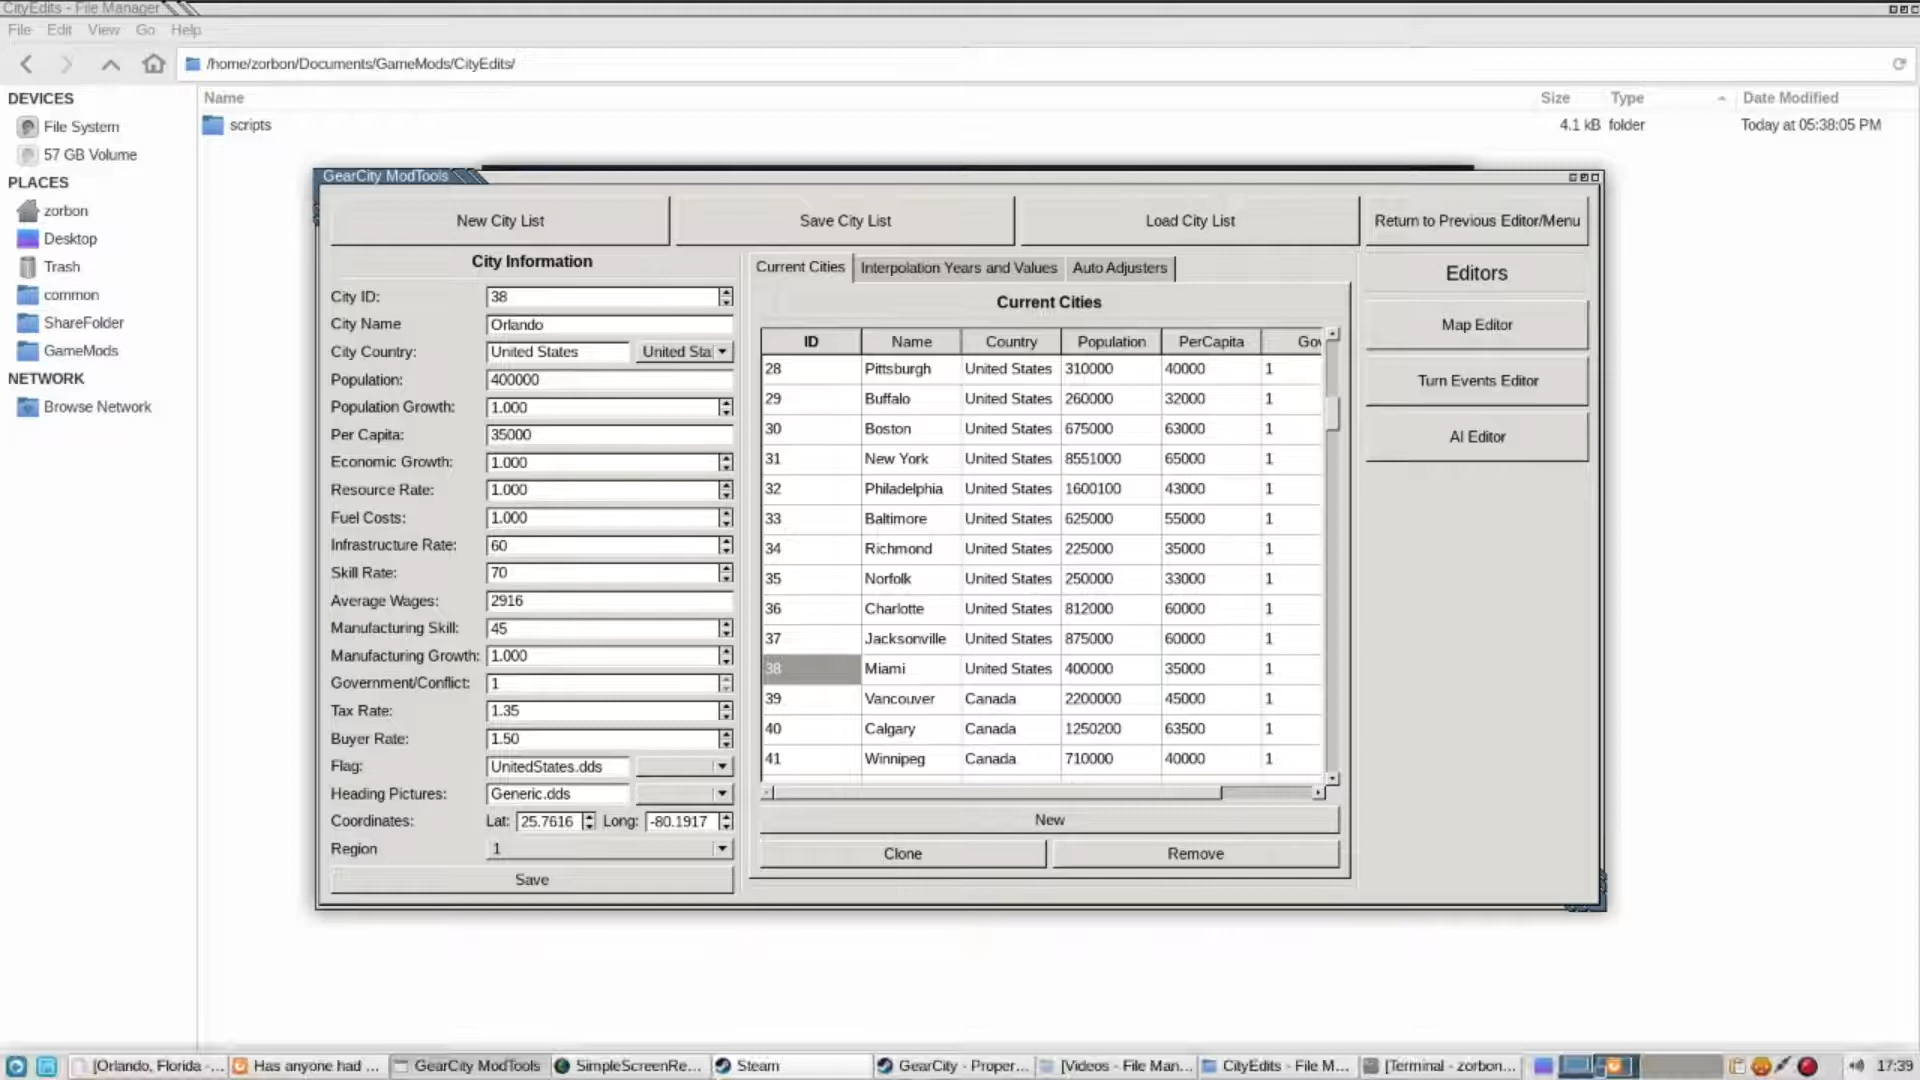 CityEdits - File Manager
File Edit View Go Help
/home/zorbon/Documents/GameMods/CityEdits/
DEVICES
File System
57 GB Volume
PLACES
zorbon
Desktop
Trash
common
ShareFolder
GameMods
NETWORK
Browse Network
Name Size Type Date Modified
scripts 4.1 kB folder Today at 05:38:05 PM
GearCity ModTools
New City List Save City List Load City List Return to Previous Editor/Menu
City Information
City ID: 38
City Name Orlando
City Country: United States United Sta
Population: 400000
Population Growth: 1.000
Per Capita: 35000
Economic Growth: 1.000
Resource Rate: 1.000
Fuel Costs: 1.000
Infrastructure Rate: 60
Skill Rate: 70
Average Wages: 2916
Manufacturing Skill: 45
Manufacturing Growth: 1.000
Government/Conflict: 1
Tax Rate: 1.35
Buyer Rate: 1.50
Flag: UnitedStates.dds
Heading Pictures: Generic.dds
Coordinates: Lat: 25.7616 Long: -80.1917
Region 1
Save
Current Cities Interpolation Years and Values Auto Adjusters
Current Cities
ID Name Country Population PerCapita Gov
28 Pittsburgh United States 310000 40000 1
29 Buffalo United States 260000 32000 1
30 Boston United States 675000 63000 1
31 New York United States 8551000 65000 1
32 Philadelphia United States 1600100 43000 1
33 Baltimore United States 625000 55000 1
34 Richmond United States 225000 35000 1
35 Norfolk United States 250000 33000 1
36 Charlotte United States 812000 60000 1
37 Jacksonville United States 875000 60000 1
38 Miami United States 400000 35000 1
39 Vancouver Canada 2200000 45000 1
40 Calgary Canada 1250200 63500 1
41 Winnipeg Canada 710000 40000 1
New
Clone Remove
Editors
Map Editor
Turn Events Editor
AI Editor
[Orlando, Florida -... Has anyone had ... GearCity ModTools SimpleScreenRe... Steam GearCity - Proper... [Videos - File Man... CityEdits - File M... [Terminal - zorbon... 17:39